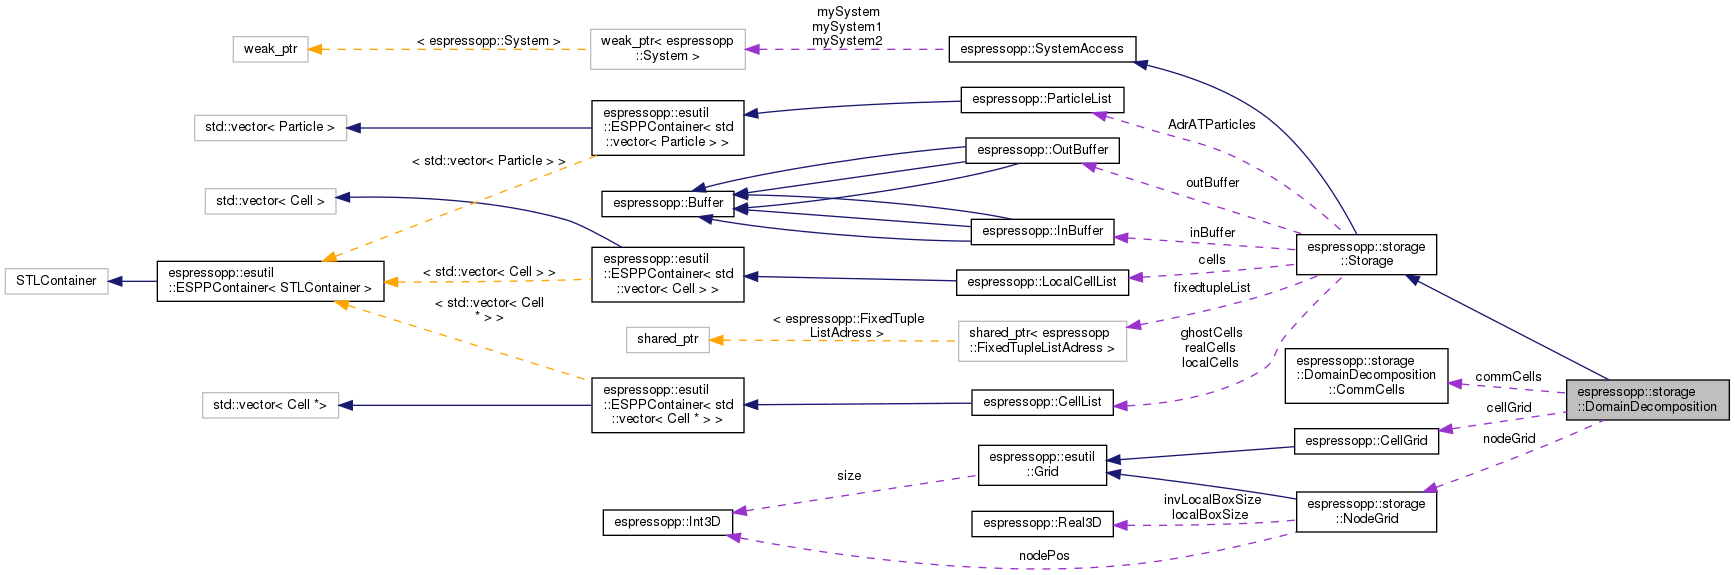 mySystem
mySystem1
mySystem2
weak_ptr
< espressopp::System >
weak_ptr< espressopp
::System >
espressopp::SystemAccess
espressopp::ParticleList
std::vector< Particle >
espressopp::esutil
::ESPPContainer< std
::vector< Particle > >
AdrATParticles
espressopp::OutBuffer
< std::vector< Particle > >
outBuffer
std::vector< Cell >
espressopp::Buffer
espressopp::InBuffer
inBuffer
espressopp::storage
::Storage
cells
STLContainer
espressopp::esutil
::ESPPContainer< STLContainer >
< std::vector< Cell > >
espressopp::esutil
::ESPPContainer< std
::vector< Cell > >
espressopp::LocalCellList
fixedtupleList
< std::vector< Cell
* > >
shared_ptr
< espressopp::FixedTuple
ListAdress >
shared_ptr< espressopp
::FixedTupleListAdress >
ghostCells
realCells
localCells
espressopp::storage
::DomainDecomposition
::CommCells
commCells
espressopp::storage
::DomainDecomposition
std::vector< Cell *>
espressopp::esutil
::ESPPContainer< std
::vector< Cell * > >
espressopp::CellList
cellGrid
espressopp::CellGrid
nodeGrid
espressopp::esutil
::Grid
size
espressopp::Int3D
espressopp::Real3D
invLocalBoxSize
localBoxSize
espressopp::storage
::NodeGrid
nodePos